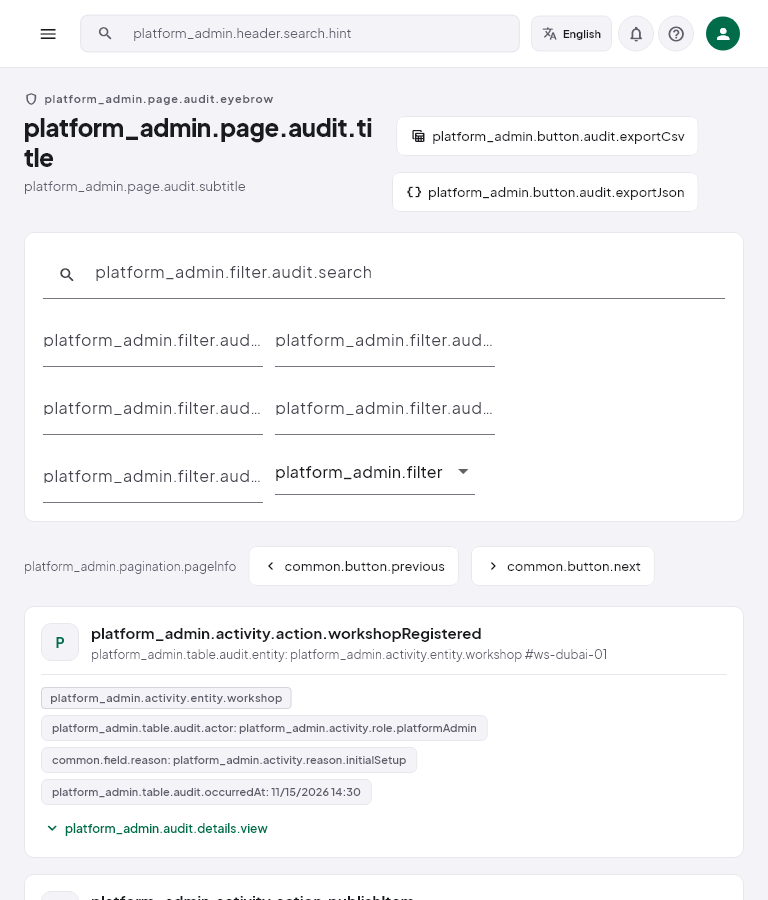 platform_admin.header.search.hint
English
platform_admin.page.audit.eyebrow
platform_admin.page.audit.ti
tle
platform_admin.page.audit.subtitle
platform_admin.button.audit.exportCsv
platform_admin.button.audit.exportJson
platform_admin.filter.audit.search
platform_admin.filter.aud...
platform_admin.filter.aud...
platform_admin.filter.aud...
platform_admin.filter.aud...
platform_admin.filter.aud...
platform_admin.filter
platform_admin.pagination.pageInfo
common.button.previous
common.button.next
P
platform_admin.activity.action.workshopRegistered
platform_admin.table.audit.entity: platform_admin.activity.entity.workshop #ws-dubai-01
platform_admin.activity.entity.workshop
platform_admin.table.audit.actor: platform_admin.activity.role.platformAdmin
common.field.reason: platform_admin.activity.reason.initialSetup
platform_admin.table.audit.occurredAt: 11/15/2026 14:30
platform_admin.audit.details.view
platform_admin.activity.action.publishItem